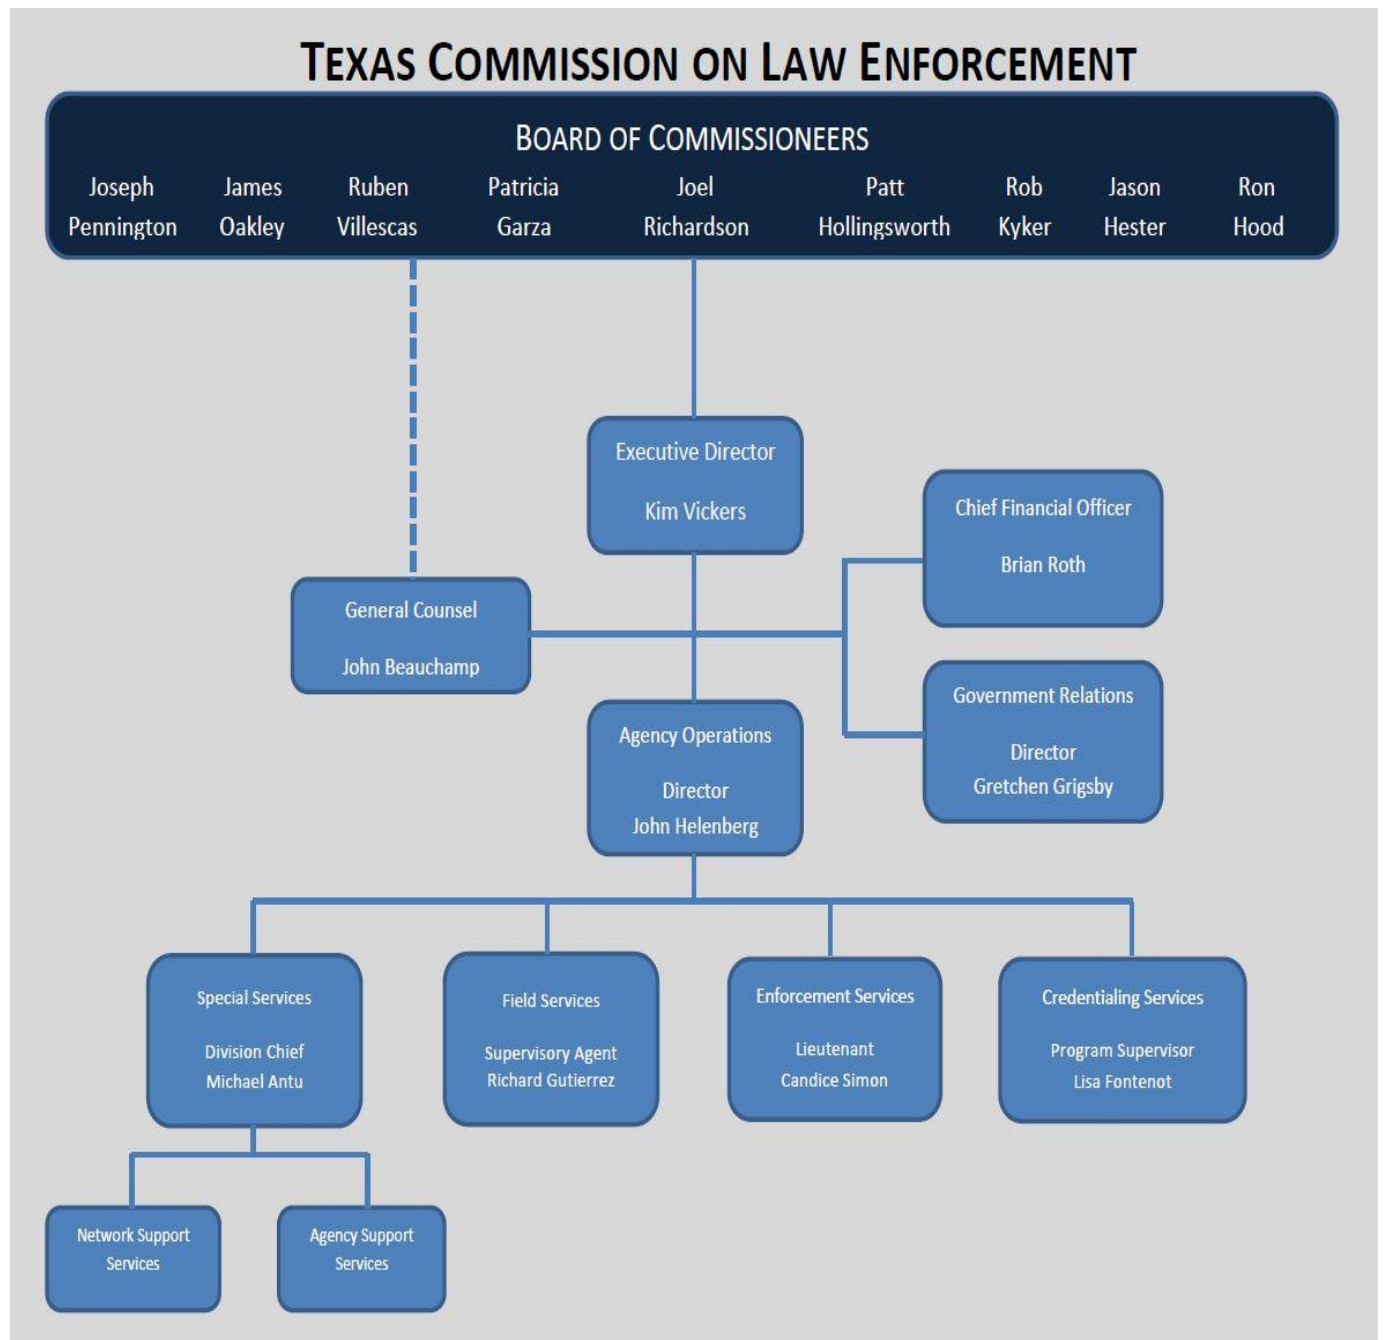 TEXAS COMMISSION ON LAW ENFORCEMENT
BOARD OF COMMISSIONEERS
Joseph Pennington
James Oakley
Ruben Villescas
Patricia Garza
Joel Richardson
Patt Hollingsworth
Rob Kyker
Jason Hester
Ron Hood
Executive Director
Kim Vickers
Chief Financial Officer
Brian Roth
General Counsel
John Beauchamp
Government Relations
Director
Gretchen Grigsby
Agency Operations
Director
John Helenberg
Special Services
Division Chief
Michael Antu
Field Services
Supervisory Agent
Richard Gutierrez
Enforcement Services
Lieutenant
Candice Simon
Credentialing Services
Program Supervisor
Lisa Fontenot
Network Support
Services
Agency Support
Services